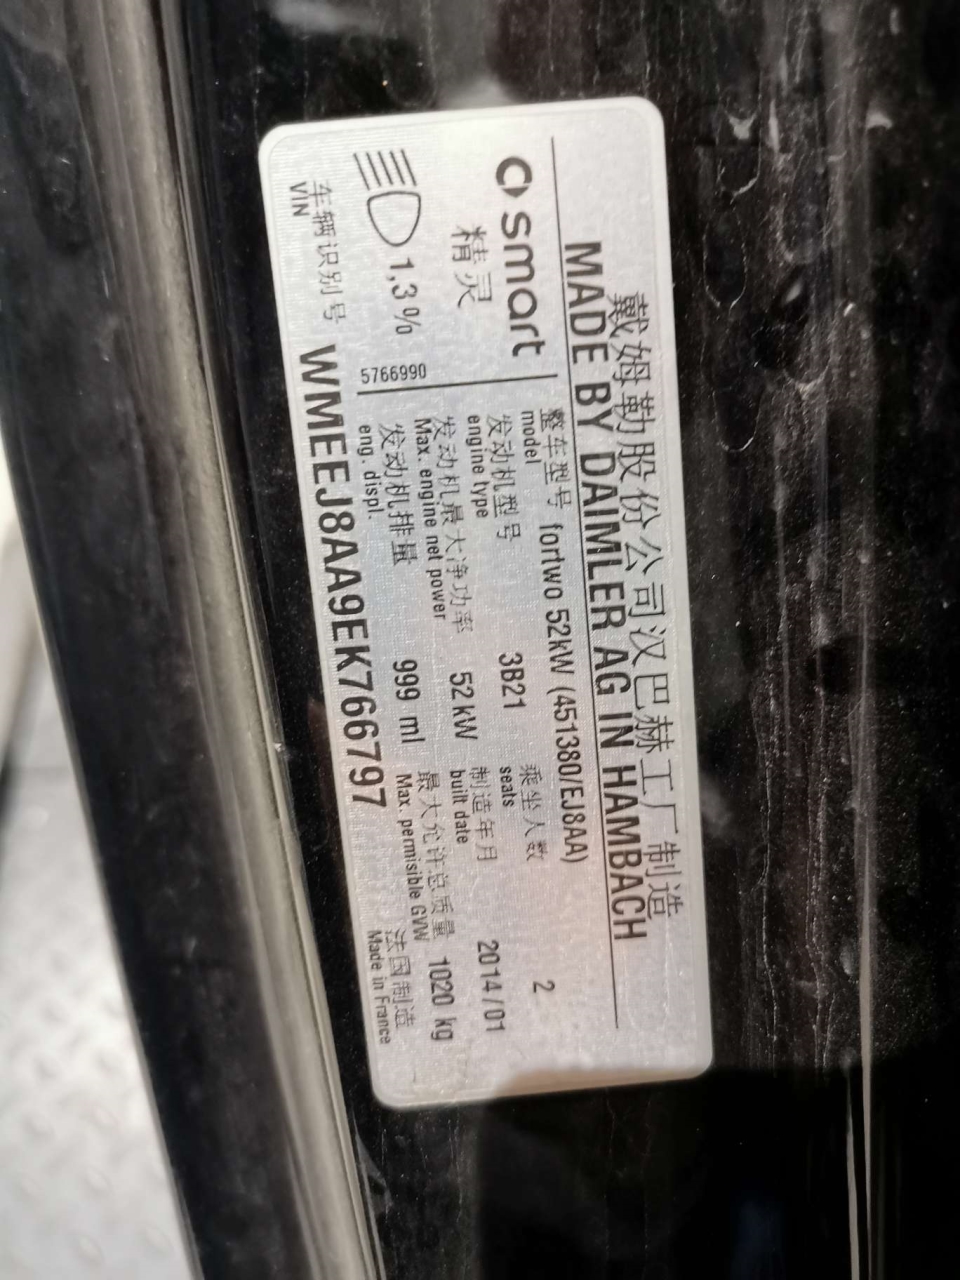 戴姆勒股份公司汉巴赫工厂制造
MADE BY DAIMLER AG IN HAMBACH
smart
精灵
1,3%
5766990
整车型号 fortwo 52kW (451380/EJ8AA)
model
发动机型号 3B21 乘坐人数 2
engine type seats
发动机最大净功率 52 kW 制造年月 2014/01
Max. engine net power built date
发动机排量 999 ml 最大允许总质量 1020 kg
eng. displ. Max. permisible GVW
车辆识别号 WMEEJ8AA9EK766797 法国制造
VIN Made in France